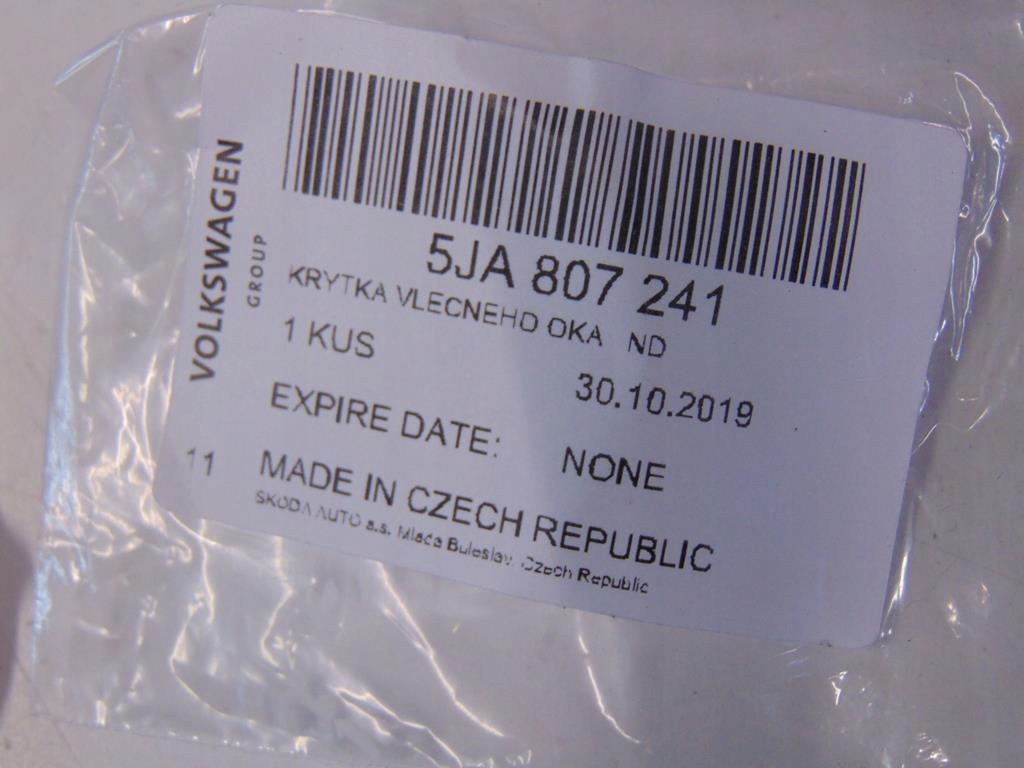 VOLKSWAGEN
GROUP
5JA 807 241
KRYTKA VLECNEHO OKA ND
1 KUS
30.10.2019
EXPIRE DATE: NONE
11
MADE IN CZECH REPUBLIC
SKODA AUTO a.s. Mlada Buleslav, Czech Republic